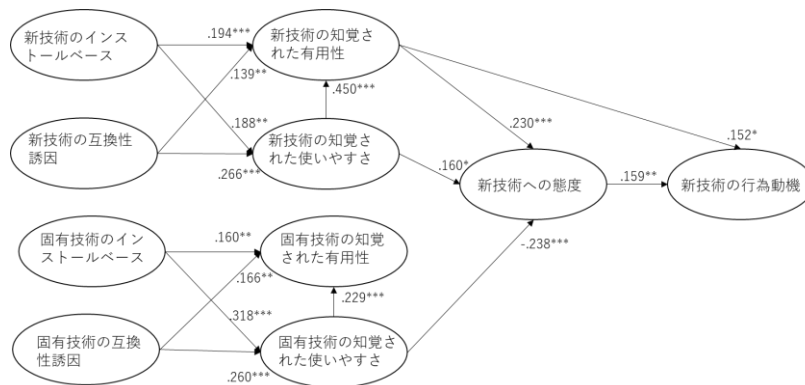 新技術のインス
トールベース
.194***
新技術の知覚さ
れた有用性
.139**
.450***
.188**
.230***
.152*
新技術の互換性
誘因
.266***
新技術の知覚さ
れた使いやすさ
.160*
新技術への態度
.159**
新技術の行為動機
固有技術のイン
ストールベース
.160**
固有技術の知覚
された有用性
-.238***
.166**
.229***
.318***
固有技術の互換
性誘因
.260***
固有技術の知覚さ
れた使いやすさ